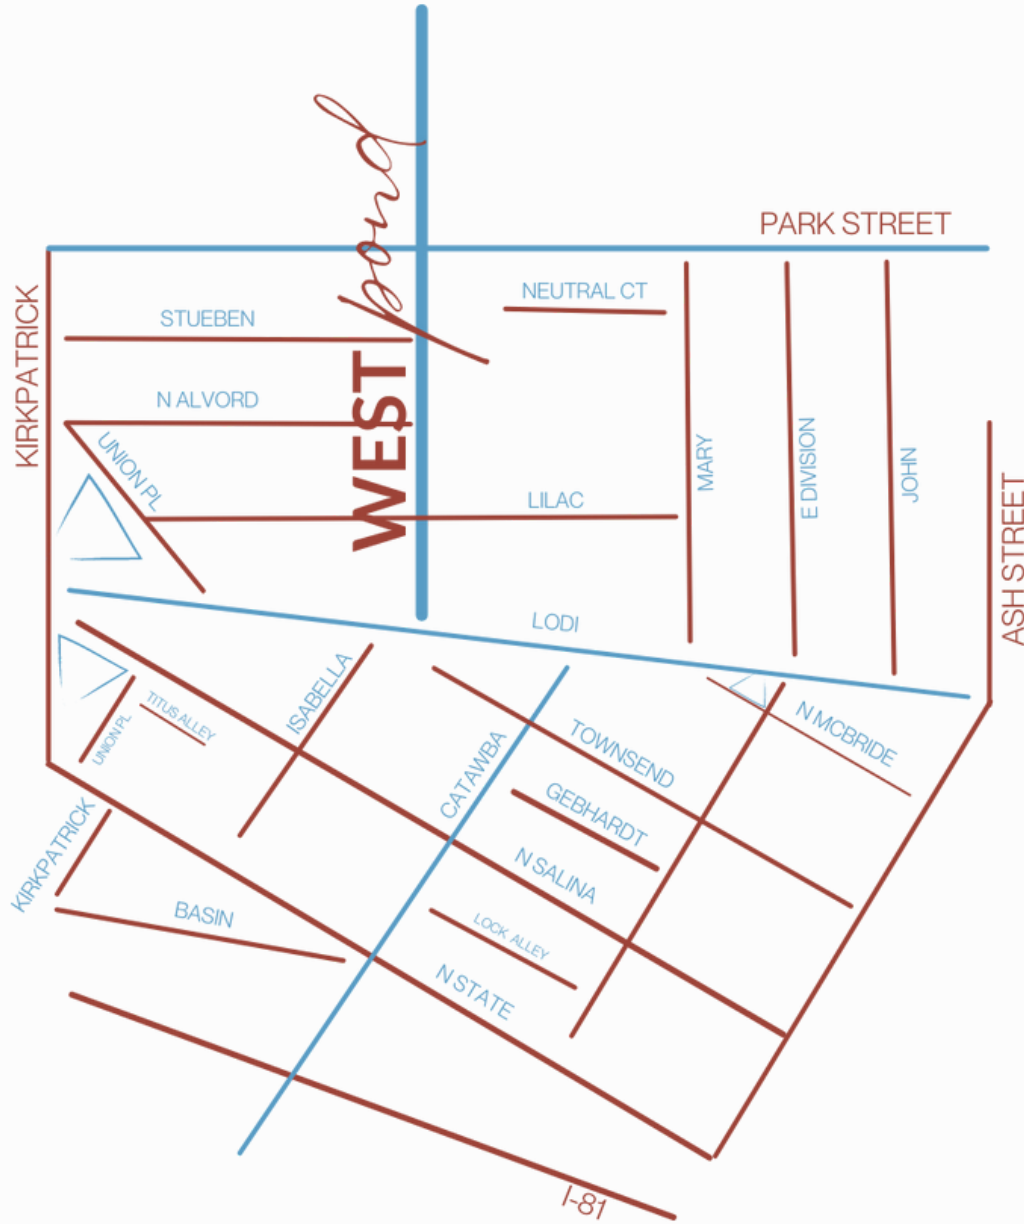 PARK STREET
KIRKPATRICK
NEUTRAL CT
STUEBEN
WEST pond
N ALVORD
UNION PL
MARY
E DIVISION
JOHN
LILAC
ASH STREET
LODI
ISABELLA
TITUS ALLEY
UNION PL
N MCBRIDE
TOWNSEND
CATAWBA
GEBHARDT
KIRKPATRICK
N SALINA
BASIN
LOCK ALLEY
N STATE
I-81